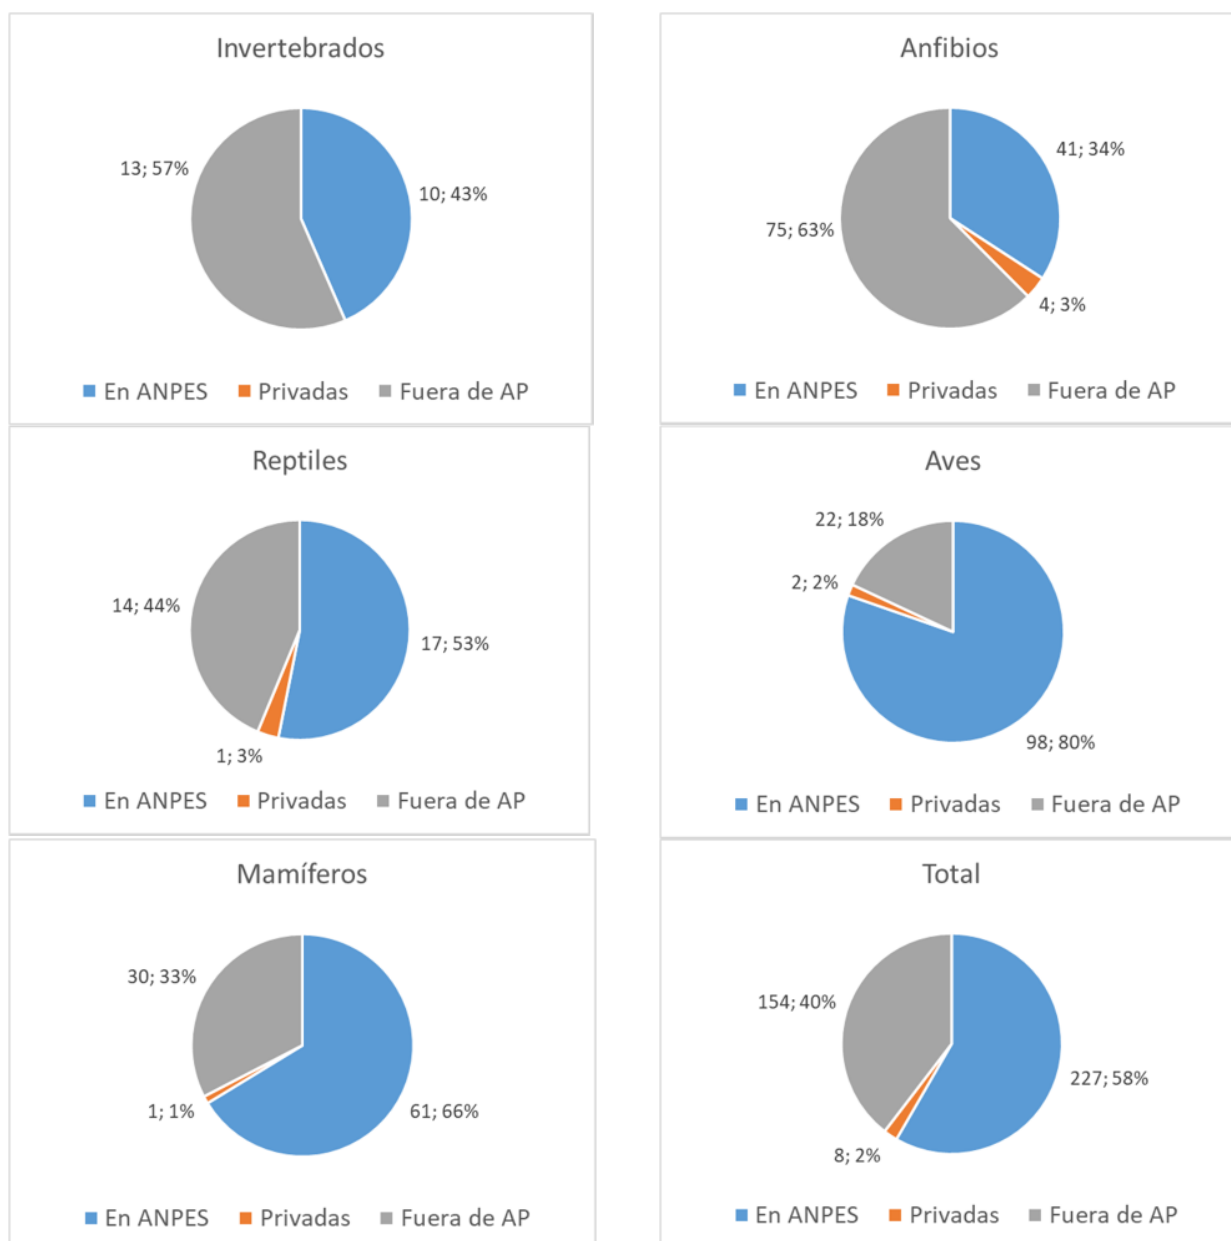 Invertebrados
13; 57%
10; 43%
En ANPES Privadas Fuera de AP
Anfibios
41; 34%
75; 63%
4; 3%
En ANPES Privadas Fuera de AP
Reptiles
14; 44%
17; 53%
1; 3%
En ANPES Privadas Fuera de AP
Aves
22; 18%
2; 2%
98; 80%
En ANPES Privadas Fuera de AP
Mamíferos
30; 33%
1; 1%
61; 66%
En ANPES Privadas Fuera de AP
Total
154; 40%
227; 58%
8; 2%
En ANPES Privadas Fuera de AP